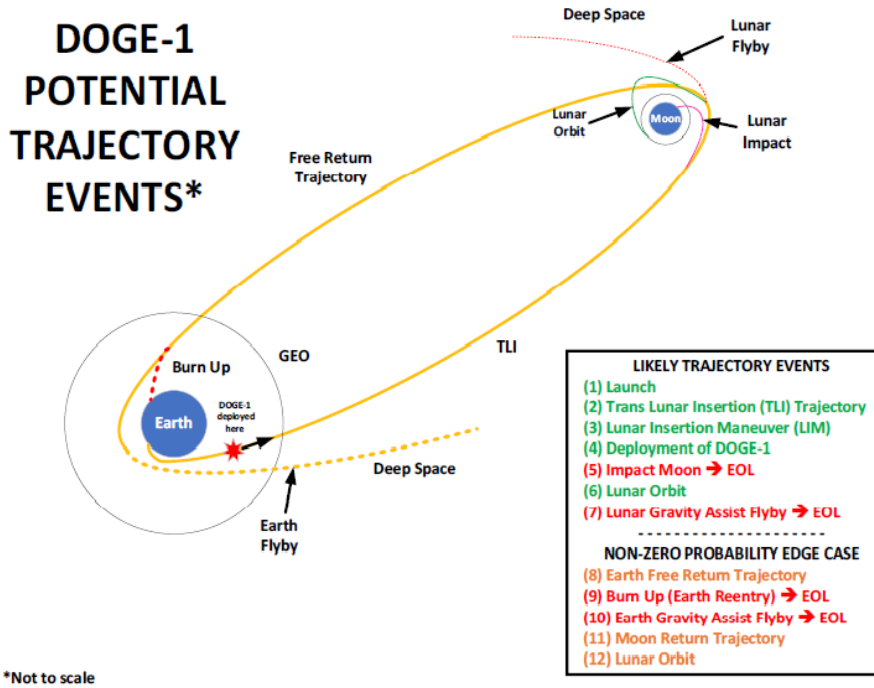 DOGE-1
POTENTIAL
TRAJECTORY
EVENTS*
Deep Space
Lunar
Flyby
Lunar
Orbit
Moon
Lunar
Impact
Free Return
Trajectory
Burn Up
GEO
TLI
Earth
DOGE-1
deployed
here
Deep Space
Earth
Flyby
LIKELY TRAJECTORY EVENTS
(1) Launch
(2) Trans Lunar Insertion (TLI) Trajectory
(3) Lunar Insertion Maneuver (LIM)
(4) Deployment of DOGE-1
(5) Impact Moon ➔ EOL
(6) Lunar Orbit
(7) Lunar Gravity Assist Flyby ➔ EOL
NON-ZERO PROBABILITY EDGE CASE
(8) Earth Free Return Trajectory
(9) Burn Up (Earth Reentry) ➔ EOL
(10) Earth Gravity Assist Flyby ➔ EOL
(11) Moon Return Trajectory
(12) Lunar Orbit
*Not to scale